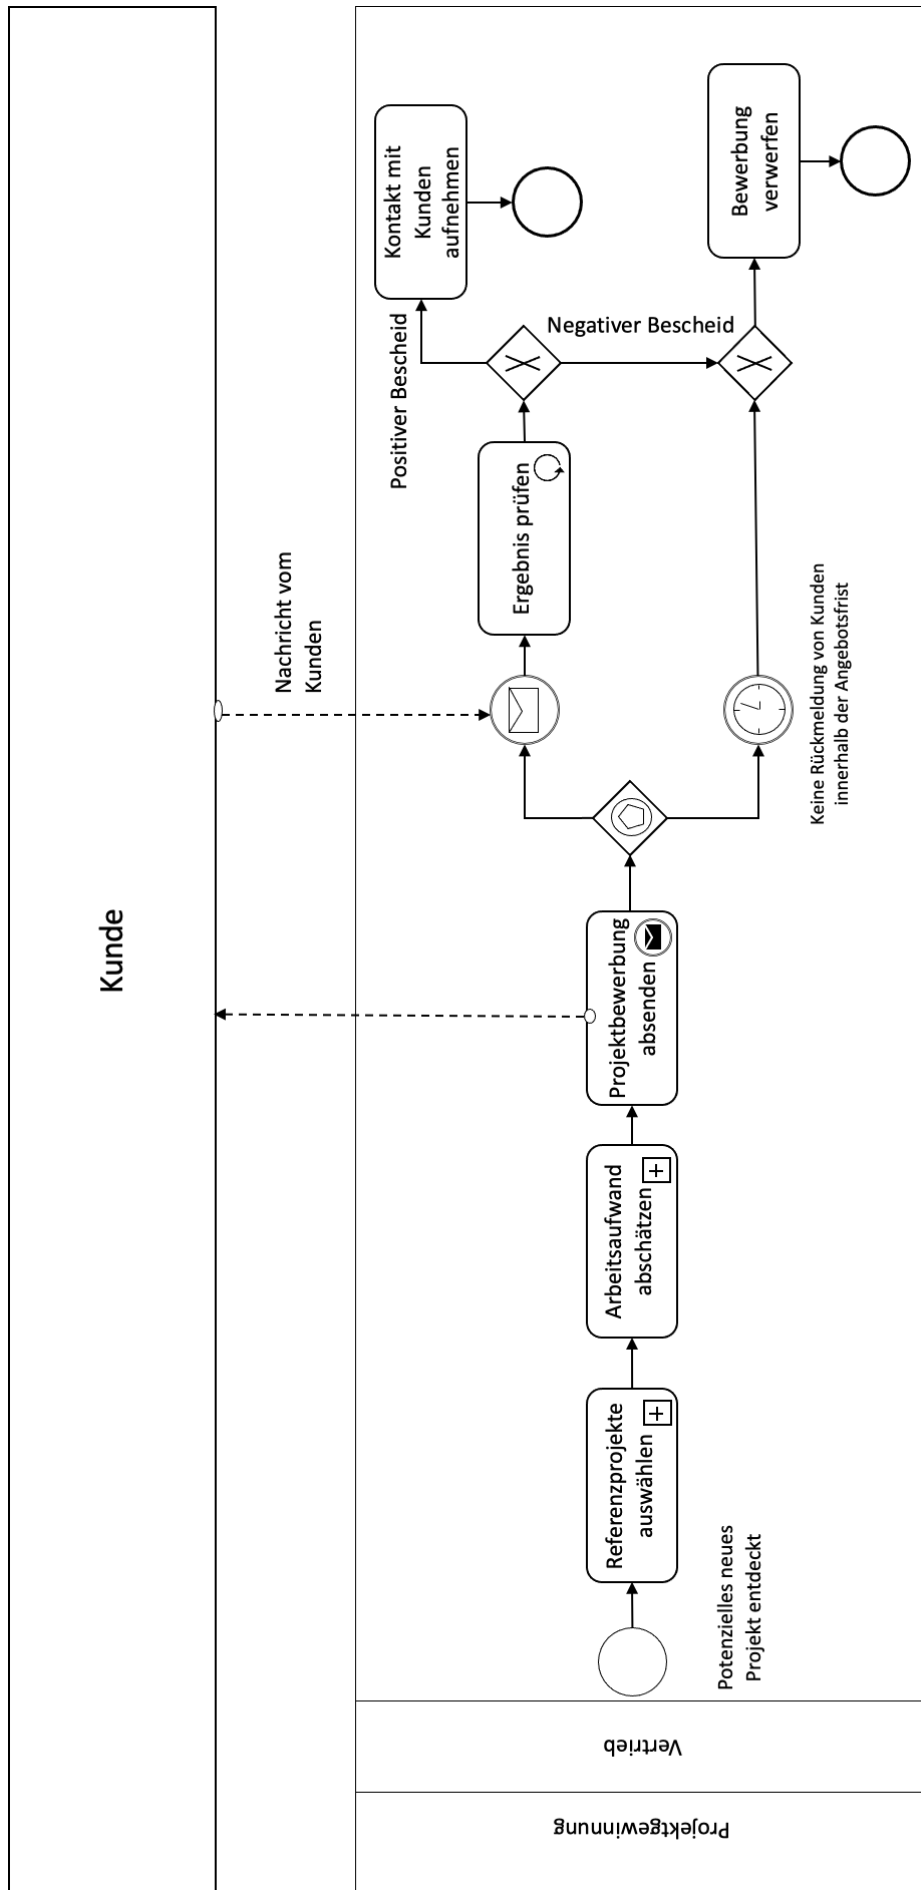 Kunde
Nachricht vom
Kunden
Projektgewinnung
Vertrieb
Potenzielles neues
Projekt entdeckt
Referenzprojekte
auswählen
Arbeitsaufwand
abschätzen
Projektbewerbung
absenden
Ergebnis prüfen
Positiver Bescheid
Kontakt mit
Kunden
aufnehmen
Negativer Bescheid
Keine Rückmeldung von Kunden
innerhalb der Angebotsfrist
Bewerbung
verwerfen